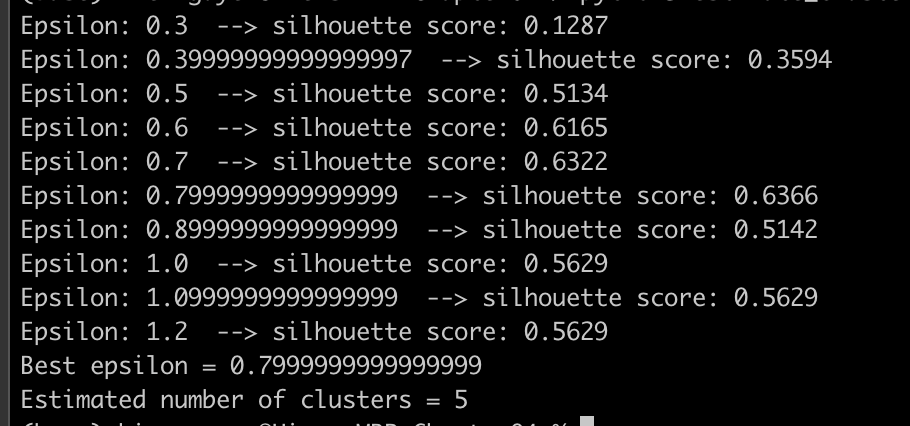 Epsilon: 0.3  --> silhouette score: 0.1287
Epsilon: 0.39999999999999997  --> silhouette score: 0.3594
Epsilon: 0.5  --> silhouette score: 0.5134
Epsilon: 0.6  --> silhouette score: 0.6165
Epsilon: 0.7  --> silhouette score: 0.6322
Epsilon: 0.7999999999999999  --> silhouette score: 0.6366
Epsilon: 0.8999999999999999  --> silhouette score: 0.5142
Epsilon: 1.0  --> silhouette score: 0.5629
Epsilon: 1.0999999999999999  --> silhouette score: 0.5629
Epsilon: 1.2  --> silhouette score: 0.5629
Best epsilon = 0.7999999999999999
Estimated number of clusters = 5